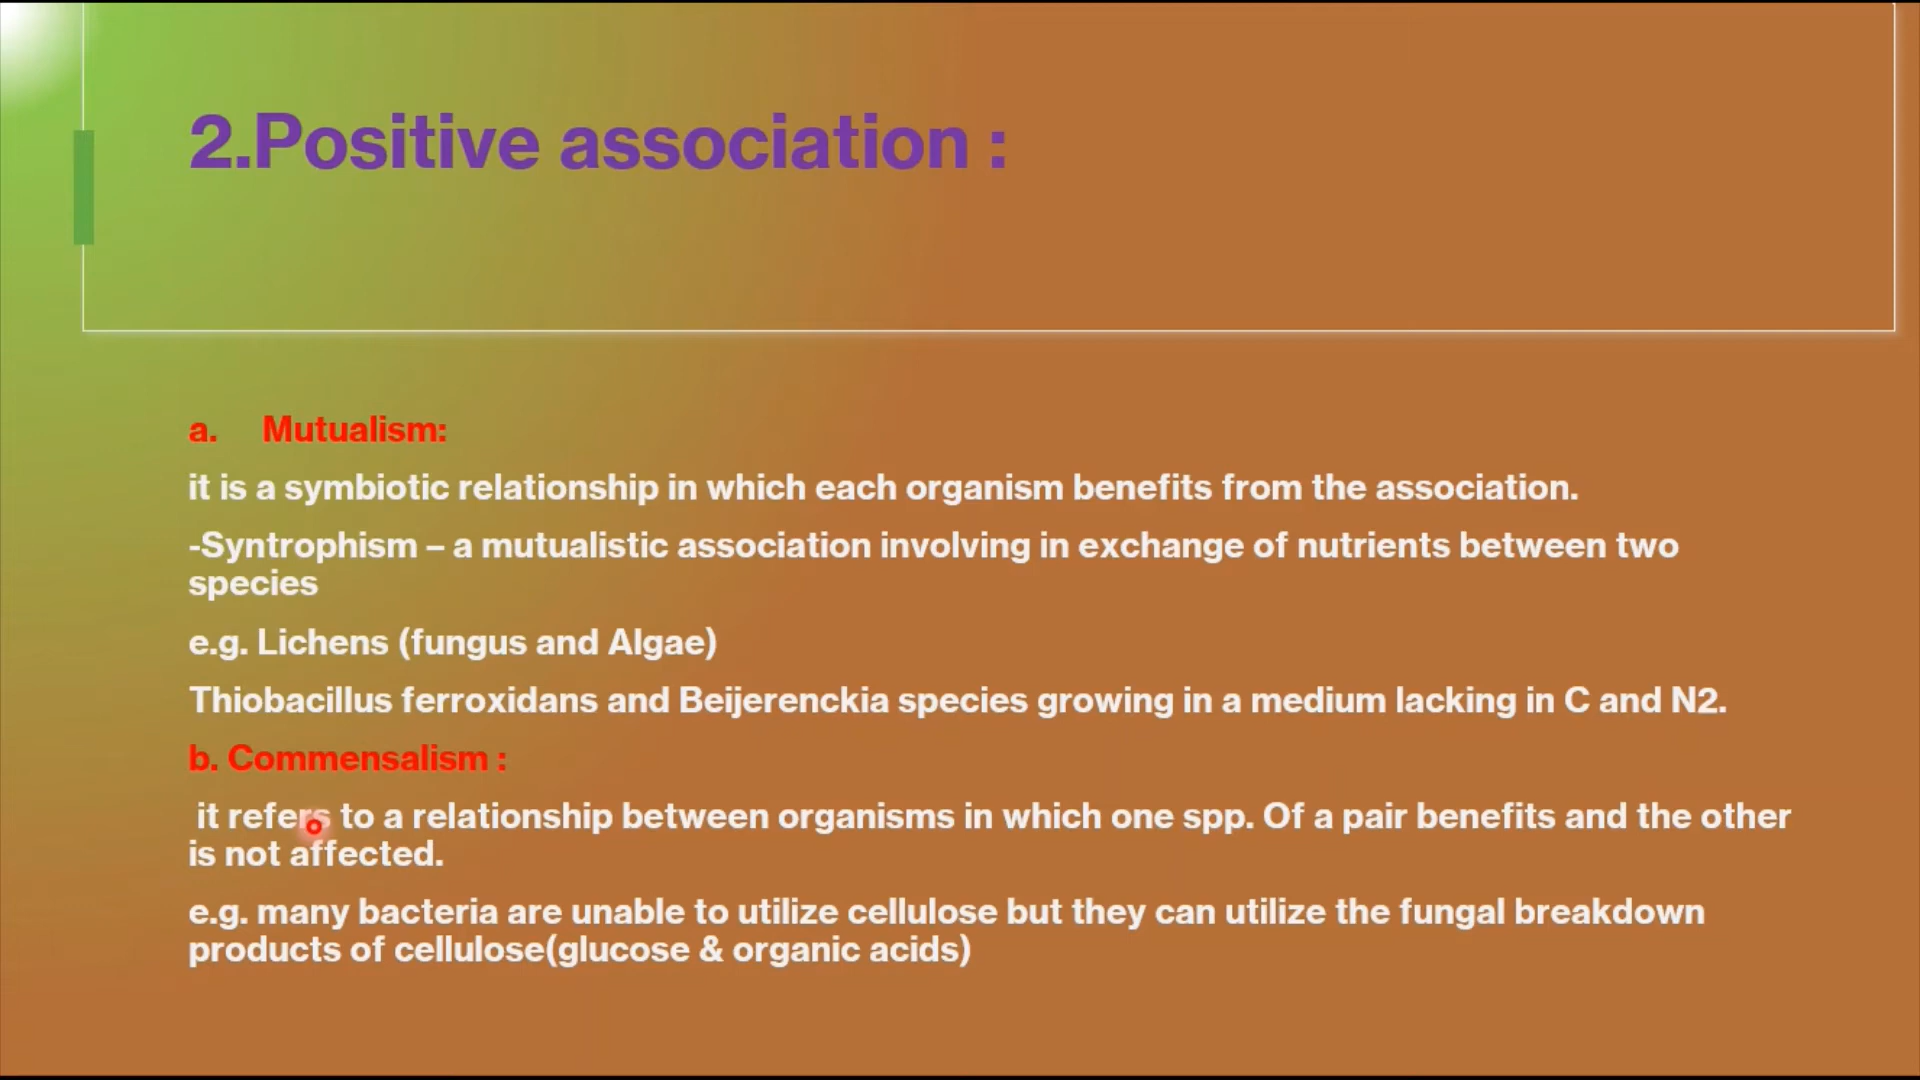 2.Positive association :
a. Mutualism:
it is a symbiotic relationship in which each organism benefits from the association.
-Syntrophism – a mutualistic association involving in exchange of nutrients between two
species
e.g. Lichens (fungus and Algae)
Thiobacillus ferroxidans and Beijerenckia species growing in a medium lacking in C and N2.
b. Commensalism :
it refers to a relationship between organisms in which one spp. Of a pair benefits and the other
is not affected.
e.g. many bacteria are unable to utilize cellulose but they can utilize the fungal breakdown
products of cellulose(glucose & organic acids)